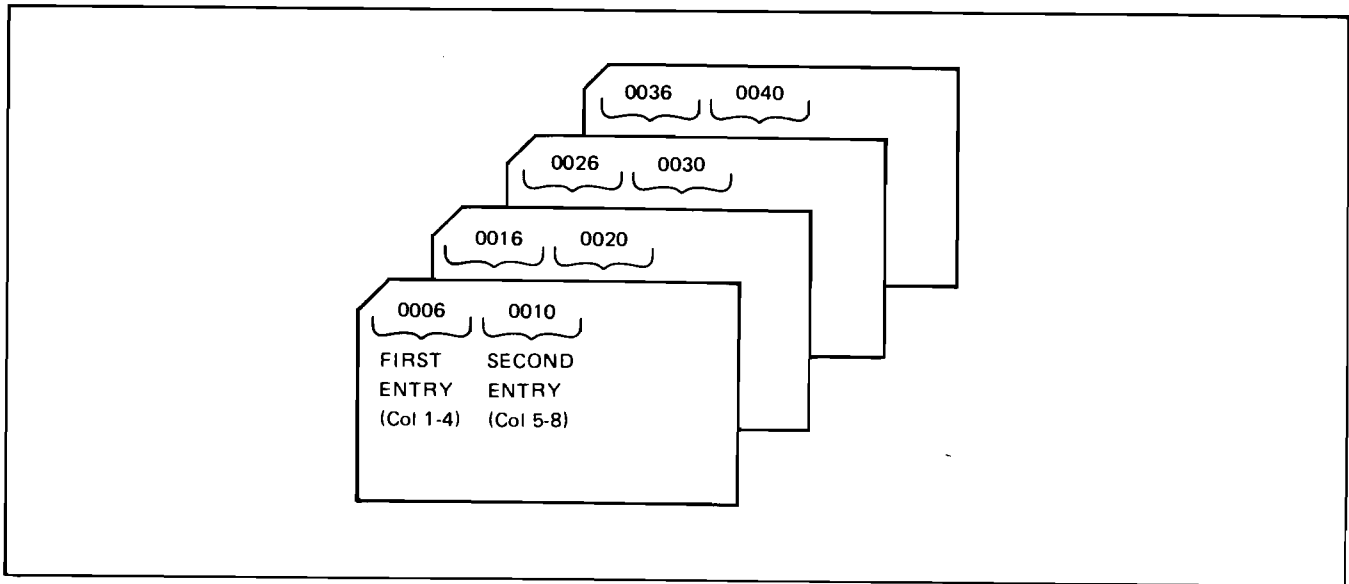 0036 0040
0026 0030
0016 0020
0006 0010
FIRST SECOND
ENTRY ENTRY
(Col 1-4) (Col 5-8)